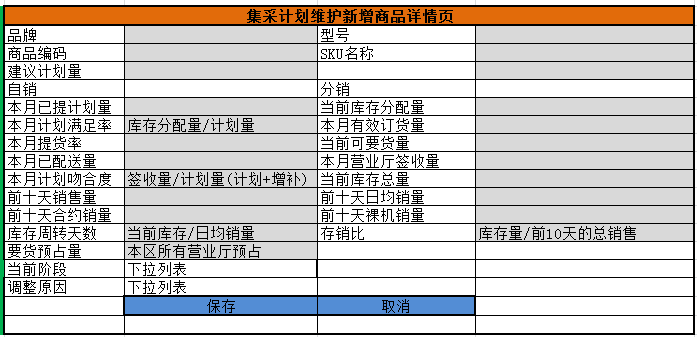 集采计划维护新增商品详情页
品牌 型号
商品编码 SKU名称
建议计划量
自销 分销
本月已提计划量 当前库存分配量
本月计划满足率 库存分配量/计划量 本月有效订货量
本月提货率 当前可要货量
本月已配送量 本月营业厅签收量
本月计划吻合度 签收量/计划量(计划+增补) 当前库存总量
前十天销售量 前十天日均销量
前十天合约销量 前十天裸机销量
库存周转天数 当前库存/日均销量 存销比 库存量/前10天的总销售
要货预占量 本区所有营业厅预占
当前阶段 下拉列表
调整原因 下拉列表
保存 取消